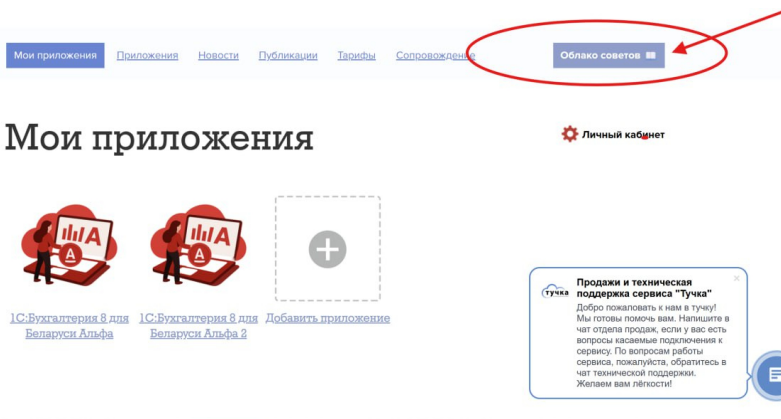 Мои приложения Приложения Новости Публикации Тарифы Сопровождение Облако советов
Мои приложения
Личный кабинет
1С:Бухгалтерия 8 для
Беларуси Альфа
1С:Бухгалтерия 8 для
Беларуси Альфа 2
Добавить приложение
тучка
Продажи и техническая
поддержка сервиса "Тучка"
Добро пожаловать к нам в тучку!
Мы готовы помочь вам. Напишите в
чат отдела продаж, если у вас есть
вопросы касаемые подключения к
сервису. По вопросам работы
сервиса, пожалуйста, обратитесь в
чат технической поддержки.
Желаем вам лёгкости!